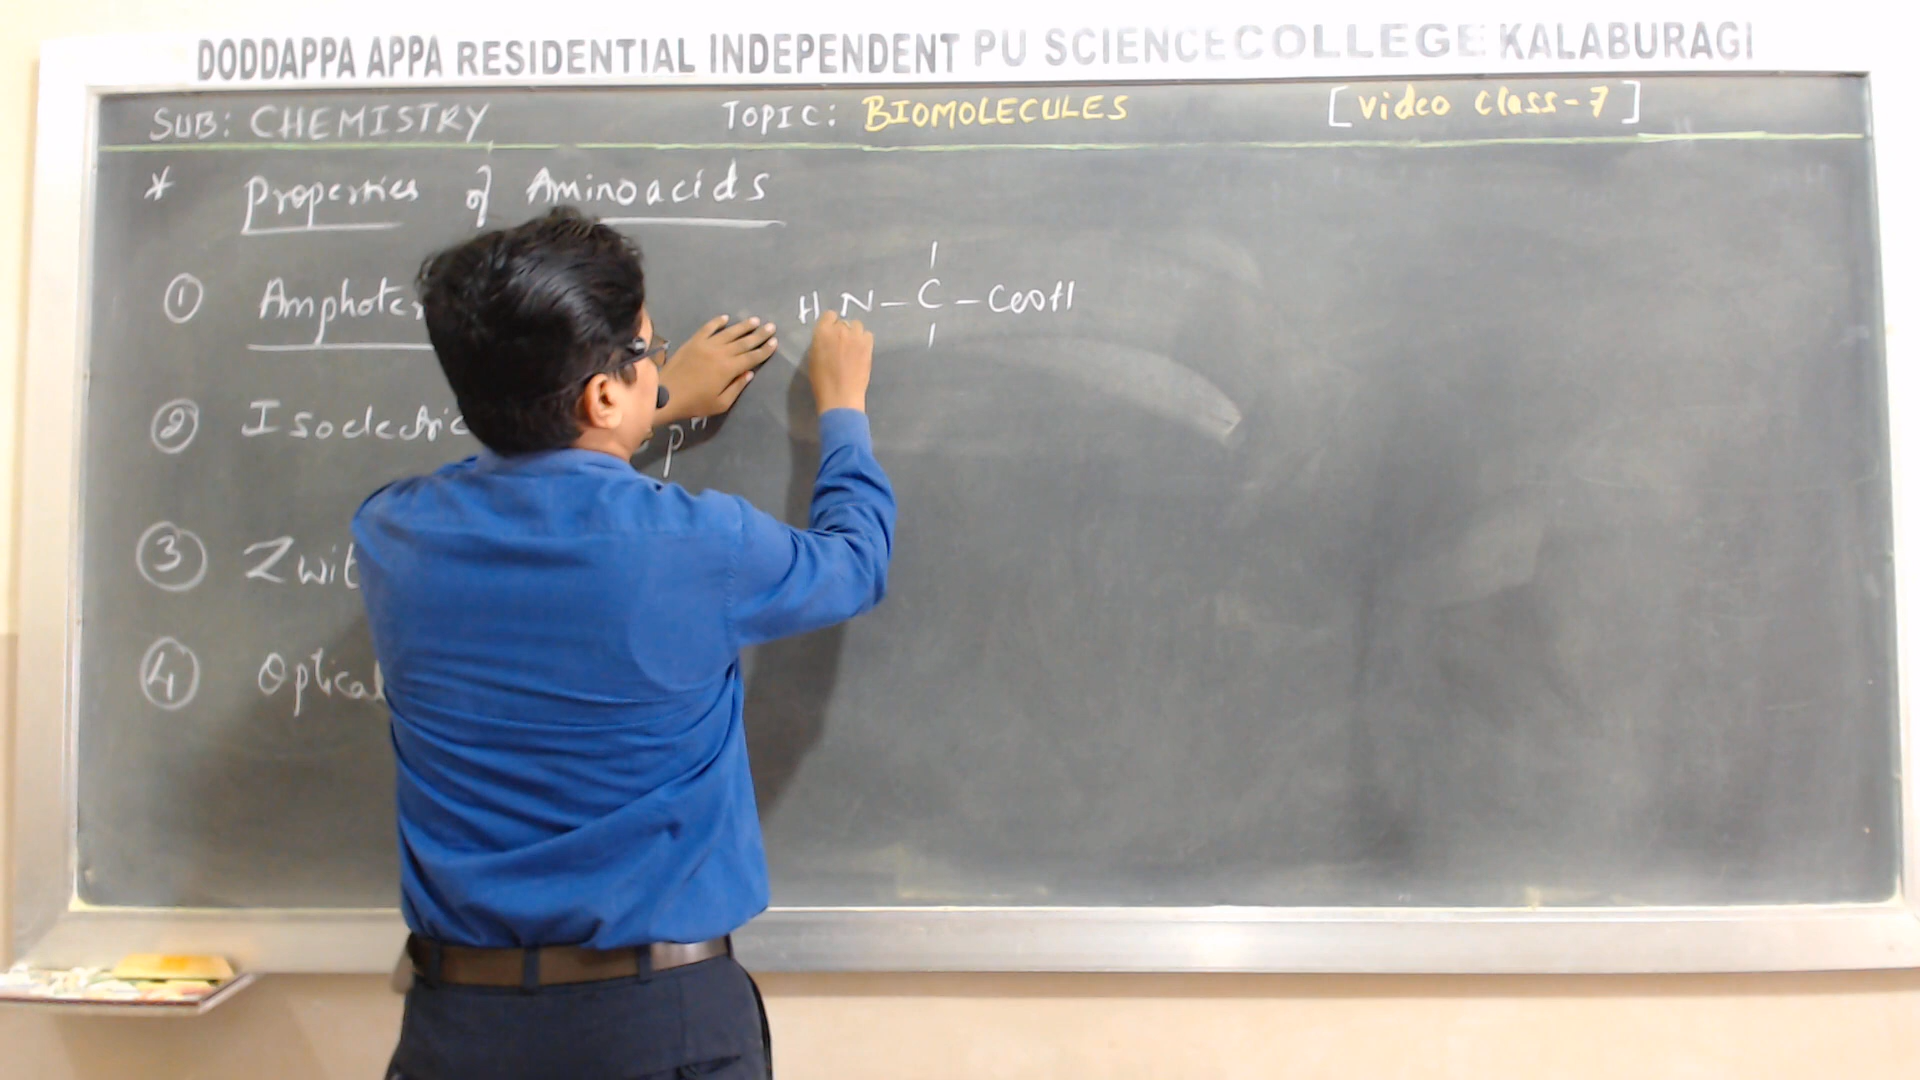 DODDAPPA APPA RESIDENTIAL INDEPENDENT PU SCIENCE COLLEGE KALABURAGI
SUB: CHEMISTRY TOPIC: BIOMOLECULES [Video Class-7]
* Properties of Aminoacids
① Amphoter H N - C - COOH
② Isoelectric pH
③ Zwit
④ Optical